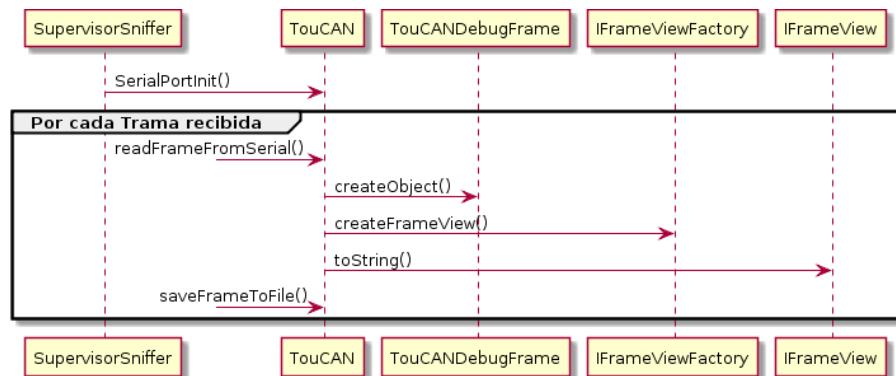 SupervisorSniffer TouCAN TouCANDebugFrame IFrameViewFactory IFrameView
SerialPortInit()
Por cada Trama recibida
readFrameFromSerial()
createObject()
createFrameView()
toString()
saveFrameToFile()
SupervisorSniffer TouCAN TouCANDebugFrame IFrameViewFactory IFrameView